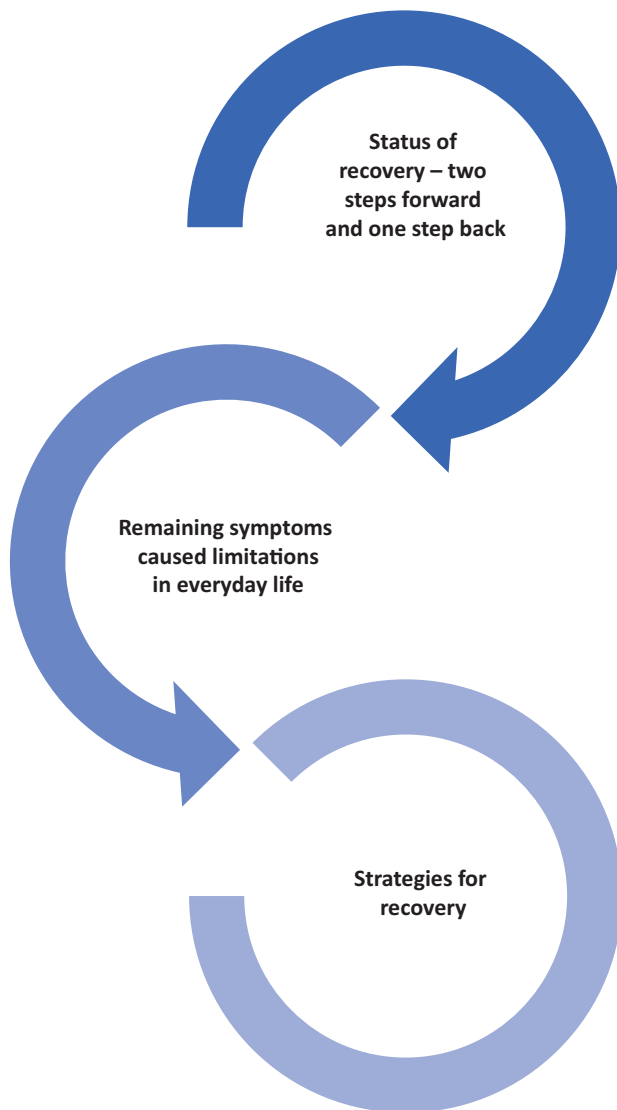 Status of
recovery – two
steps forward
and one step back
Remaining symptoms
caused limitations
in everyday life
Strategies for
recovery